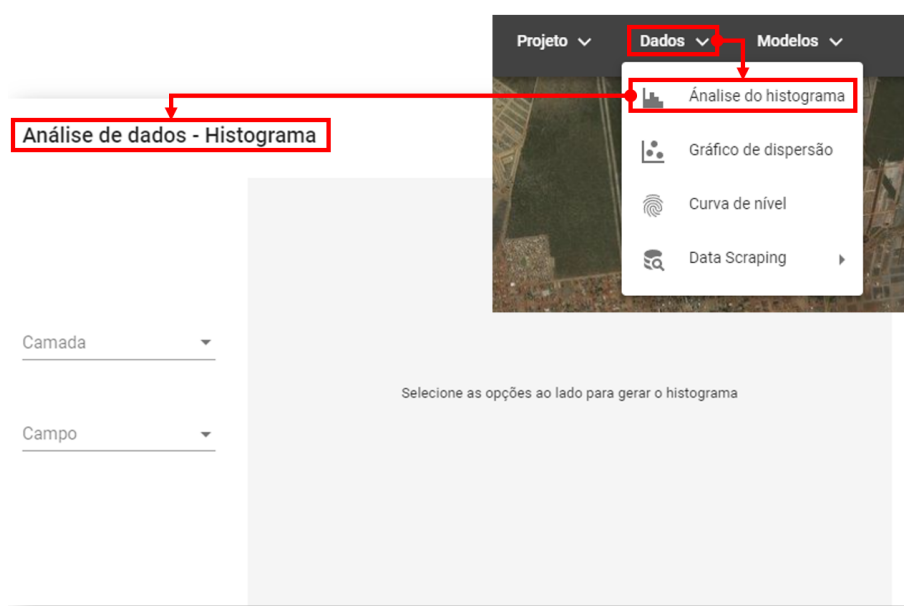 Projeto
Dados
Modelos
Ánalise do histograma
Gráfico de dispersão
Curva de nível
Data Scraping
Análise de dados - Histograma
Camada
Campo
Selecione as opções ao lado para gerar o histograma